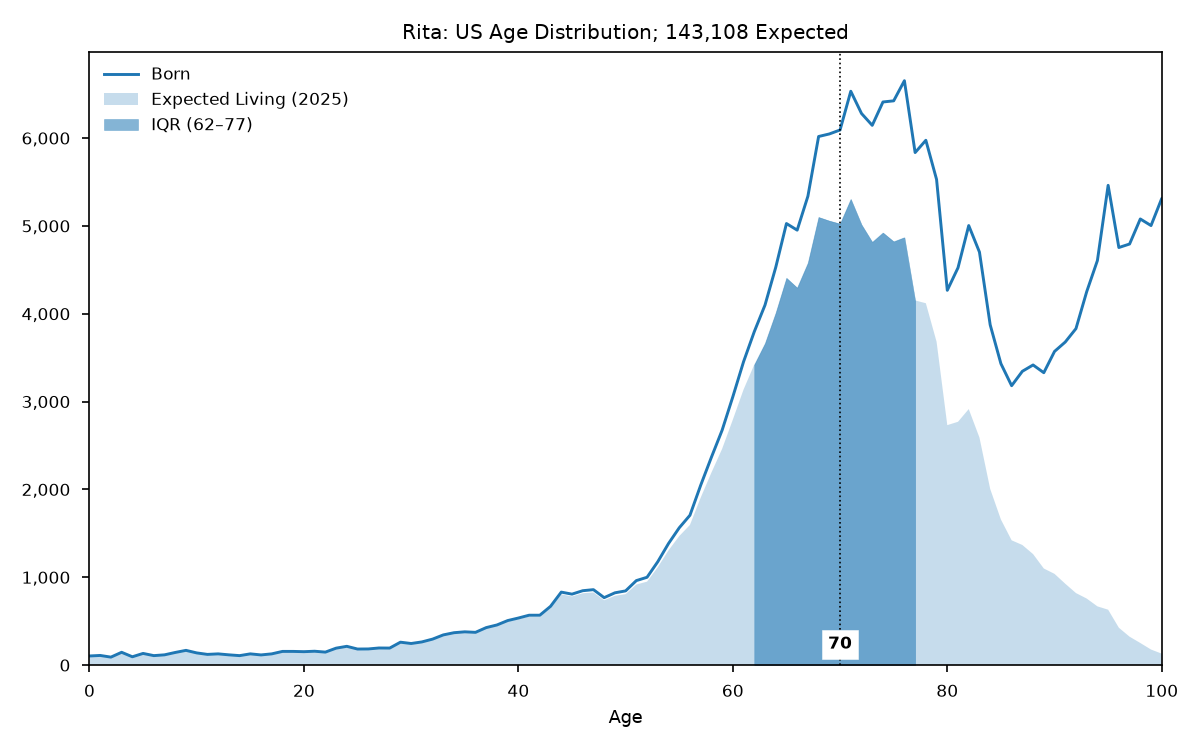 Rita: US Age Distribution; 143,108 Expected
Born
Expected Living (2025)
IQR (62–77)
6,000
5,000
4,000
3,000
2,000
1,000
0
70
0 20 40 60 80 100
Age